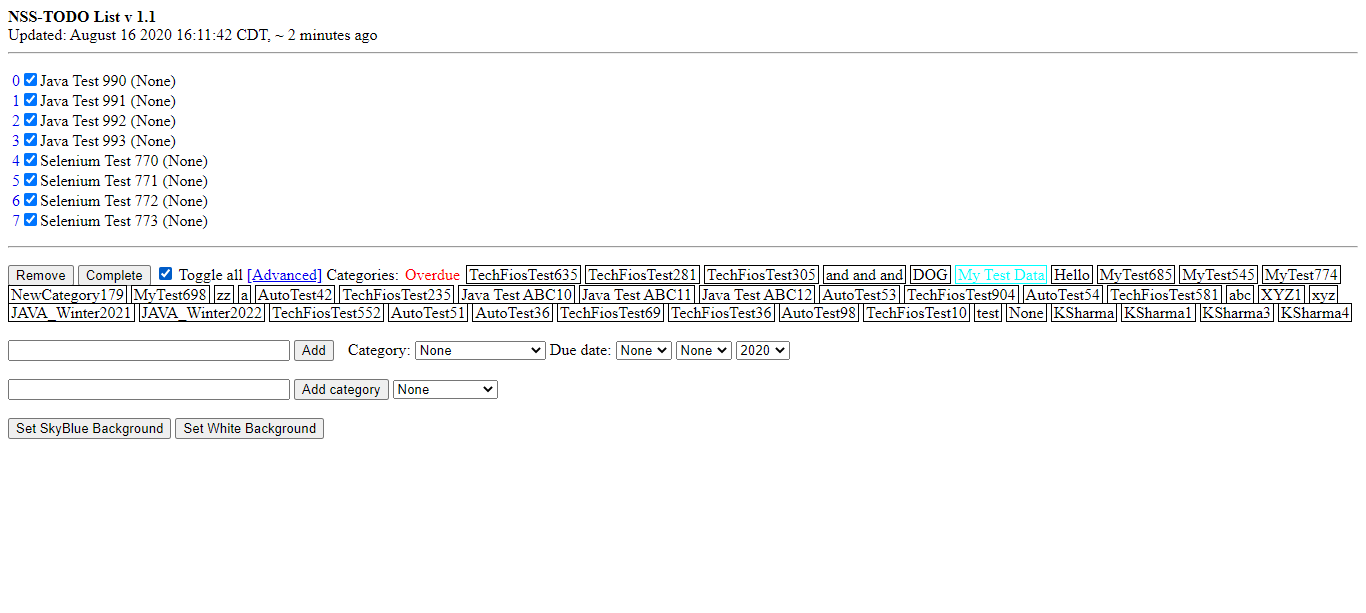 NSS-TODO List v 1.1
Updated: August 16 2020 16:11:42 CDT, ~ 2 minutes ago
0 Java Test 990 (None)
1 Java Test 991 (None)
2 Java Test 992 (None)
3 Java Test 993 (None)
4 Selenium Test 770 (None)
5 Selenium Test 771 (None)
6 Selenium Test 772 (None)
7 Selenium Test 773 (None)
Remove Complete Toggle all [Advanced] Categories: Overdue TechFiosTest635 TechFiosTest281 TechFiosTest305 and and and DOG My Test Data Hello MyTest685 MyTest545 MyTest774
NewCategory179 MyTest698 zz a AutoTest42 TechFiosTest235 Java Test ABC10 Java Test ABC11 Java Test ABC12 AutoTest53 TechFiosTest904 AutoTest54 TechFiosTest581 abc XYZ1 xyz
JAVA_Winter2021 JAVA_Winter2022 TechFiosTest552 AutoTest51 AutoTest36 TechFiosTest69 TechFiosTest36 AutoTest98 TechFiosTest10 test None KSharma KSharma1 KSharma3 KSharma4
Add Category: None Due date: None None 2020
Add category None
Set SkyBlue Background Set White Background